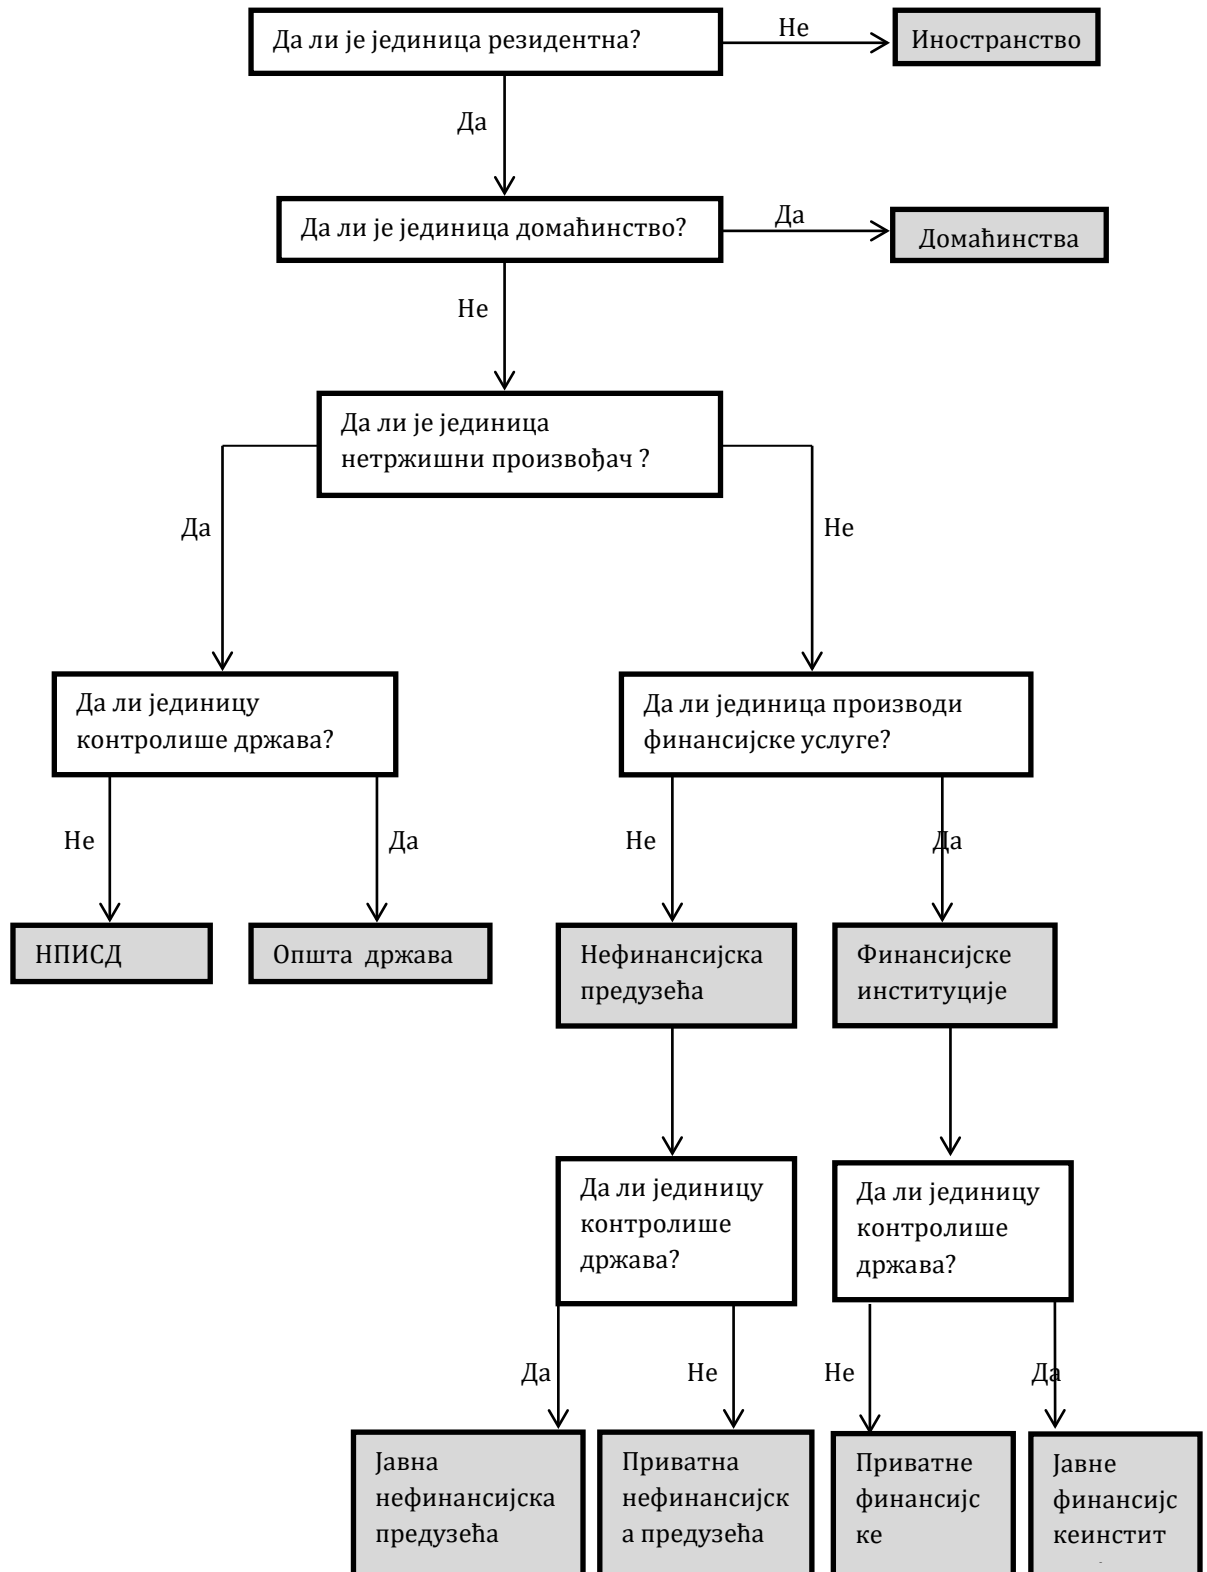 Да ли је јединица резидентна?
Не
Иностранство
Да
Да ли је јединица домаћинство?
Да
Домаћинства
Не
Да ли је јединица
нетржишни произвођач ?
Да
Не
Да ли јединицу
контролише држава?
Да ли јединица производи
финансијске услуге?
Не
Да
Не
Да
НПИСД
Општа држава
Нефинансијска
предузећа
Финансијске
институције
Да ли јединицу
контролише
држава?
Да ли јединицу
контролише
држава?
Да
Не
Не
Да
Јавна
нефинансијска
предузећа
Приватна
нефинансијск
а предузећа
Приватне
финансијс
ке
Јавне
финансијс
кеинстит